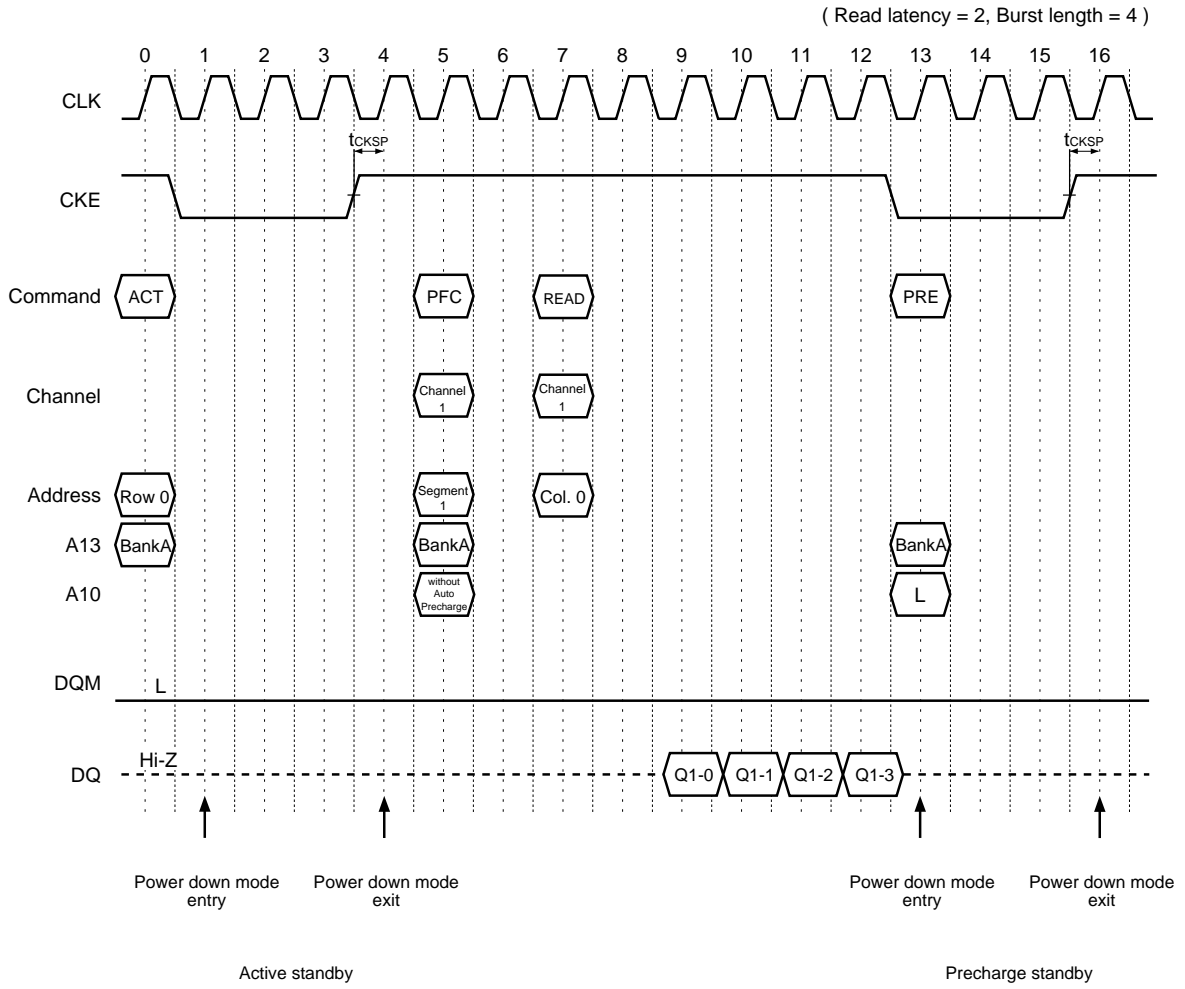 ( Read latency = 2, Burst length = 4 )
0 1 2 3 4 5 6 7 8 9 10 11 12 13 14 15 16
CLK
tCKSP tCKSP
CKE
Command ACT PFC READ PRE
Channel Channel 1 Channel 1
Address Row 0 Segment 1 Col. 0
A13 BankA BankA BankA
A10 without Auto Precharge L
DQM L
Hi-Z
DQ Q1-0 Q1-1 Q1-2 Q1-3
Power down mode Power down mode Power down mode Power down mode
entry exit entry exit
Active standby Precharge standby